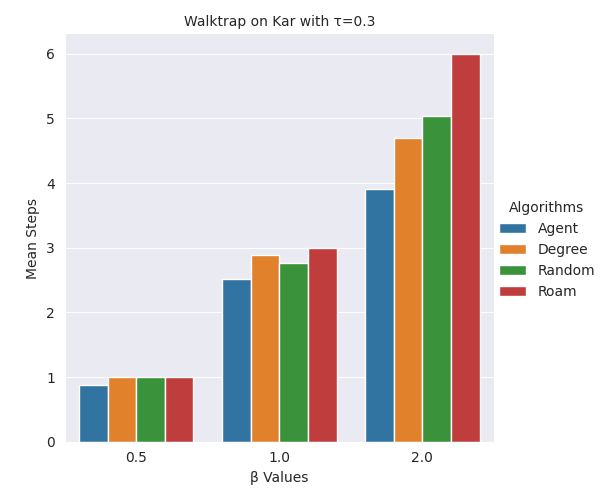 Walktrap on Kar with τ=0.3
Mean Steps
6
5
4
3
2
1
0
0.5
1.0
2.0
β Values
Algorithms
Agent
Degree
Random
Roam